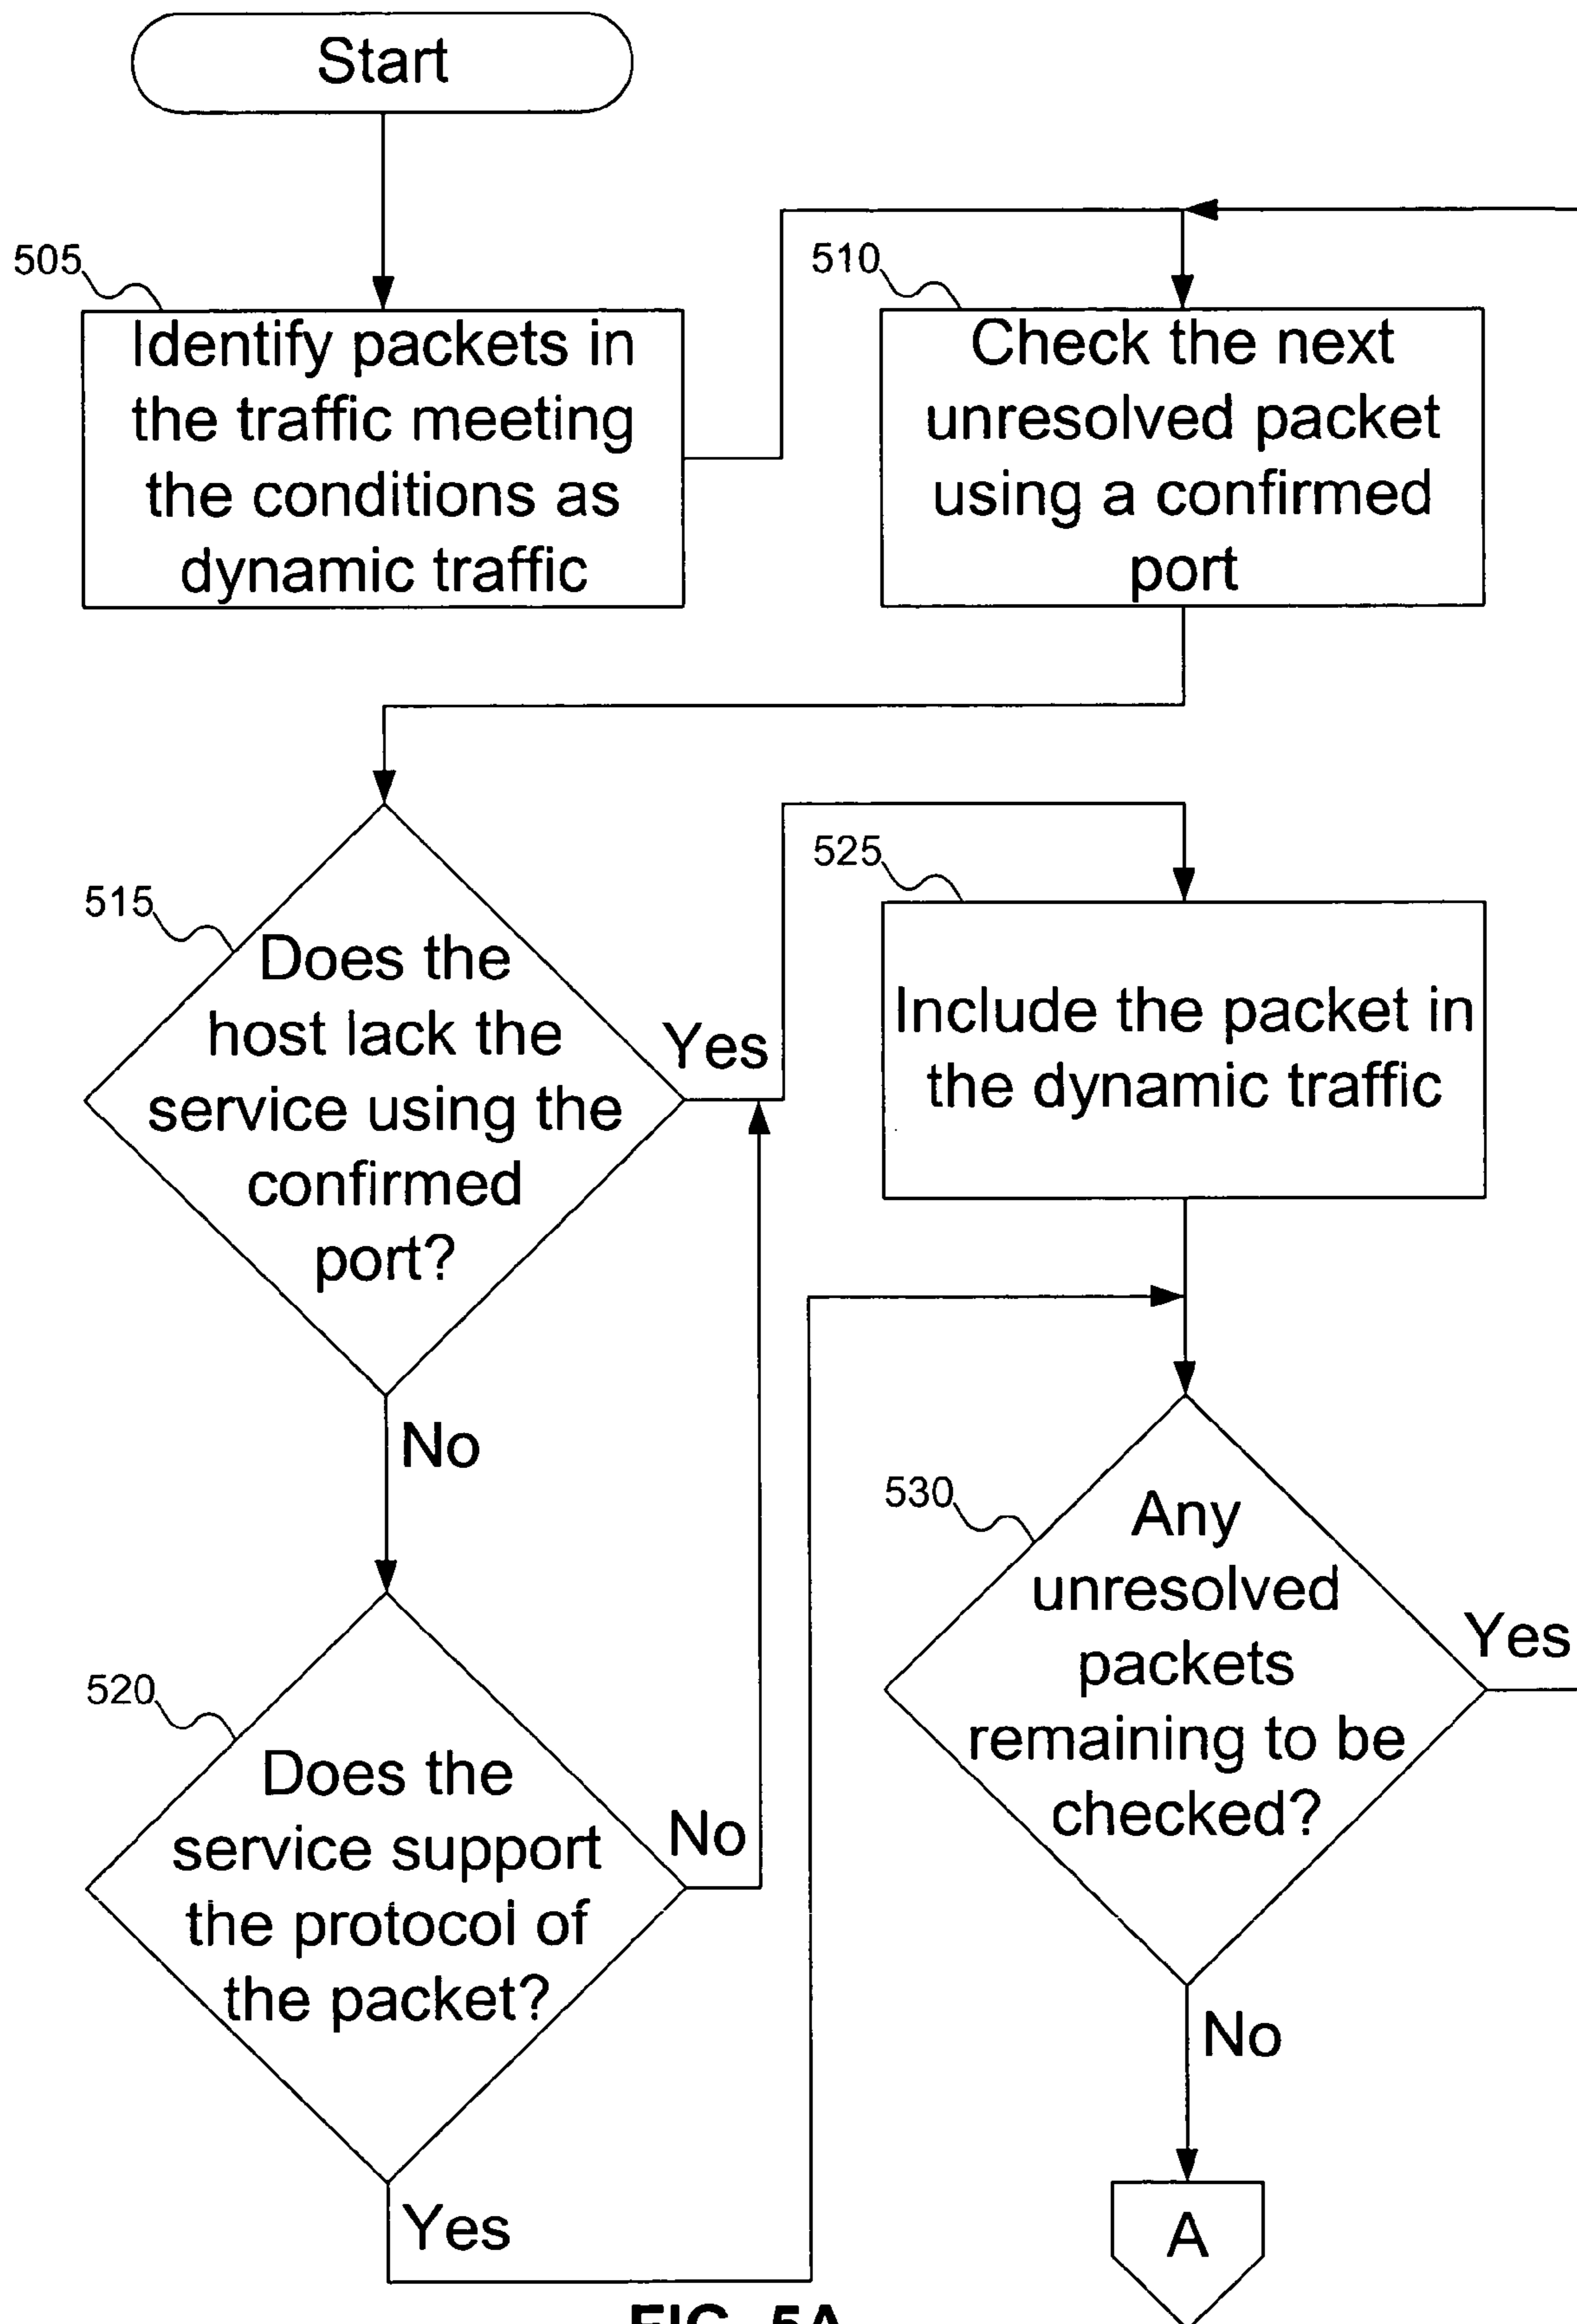 Start
505
Identify packets in
the traffic meeting
the conditions as
dynamic traffic
510
Check the next
unresolved packet
using a confirmed
port
515
Does the
host lack the
service using the
confirmed
port?
Yes
No
525
Include the packet in
the dynamic traffic
520
Does the
service support
the protocol of
the packet?
No
Yes
530
Any
unresolved
packets
remaining to be
checked?
Yes
No
A
FIG. 5A